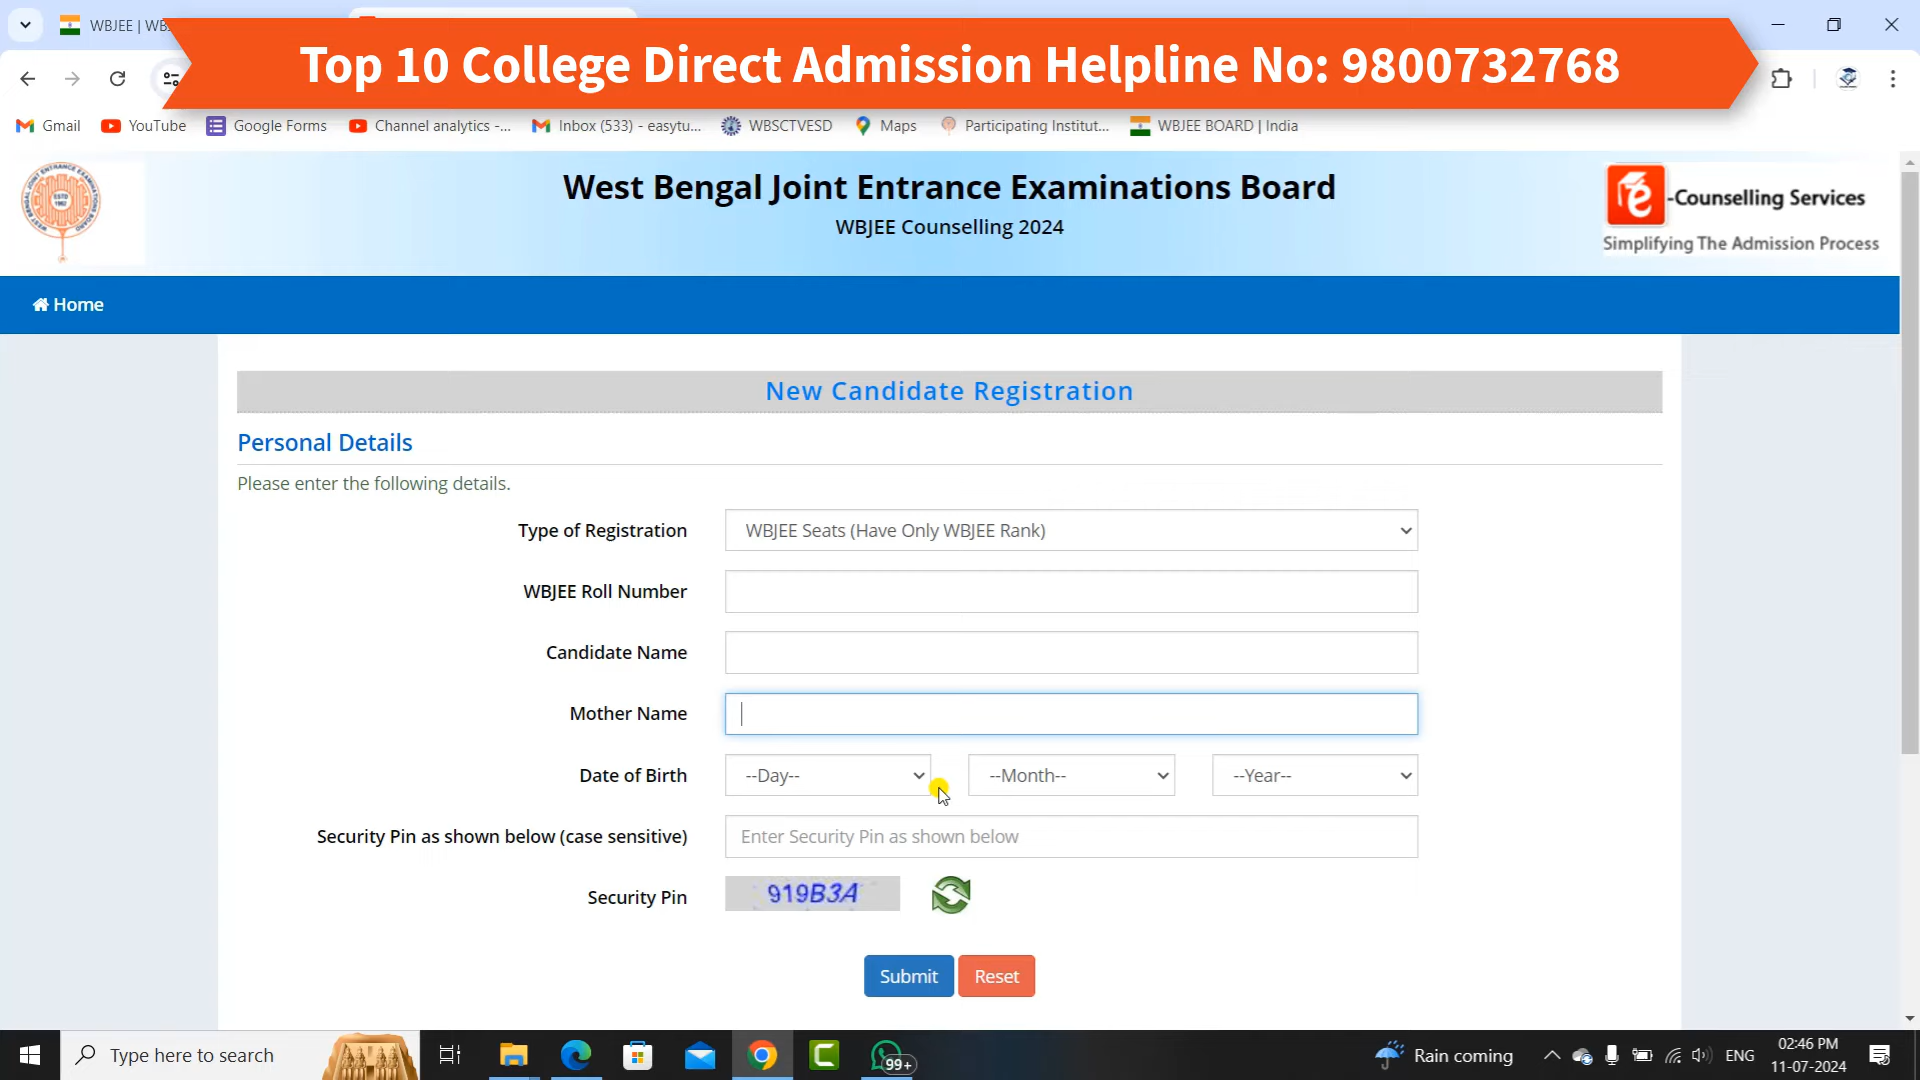 WBJEE | WB
Top 10 College Direct Admission Helpline No: 9800732768
Gmail
YouTube
Google Forms
Channel analytics -...
Inbox (533) - easytu...
WBSCTVESD
Maps
Participating Institut...
WBJEE BOARD | India
West Bengal Joint Entrance Examinations Board
WBJEE Counselling 2024
-Counselling Services
Simplifying The Admission Process
Home
New Candidate Registration
Personal Details
Please enter the following details.
Type of Registration
WBJEE Seats (Have Only WBJEE Rank)
WBJEE Roll Number
Candidate Name
Mother Name
Date of Birth
--Day--
--Month--
--Year--
Security Pin as shown below (case sensitive)
Enter Security Pin as shown below
Security Pin
919B3A
Submit
Reset
Type here to search
99+
Rain coming
ENG
02:46 PM
11-07-2024